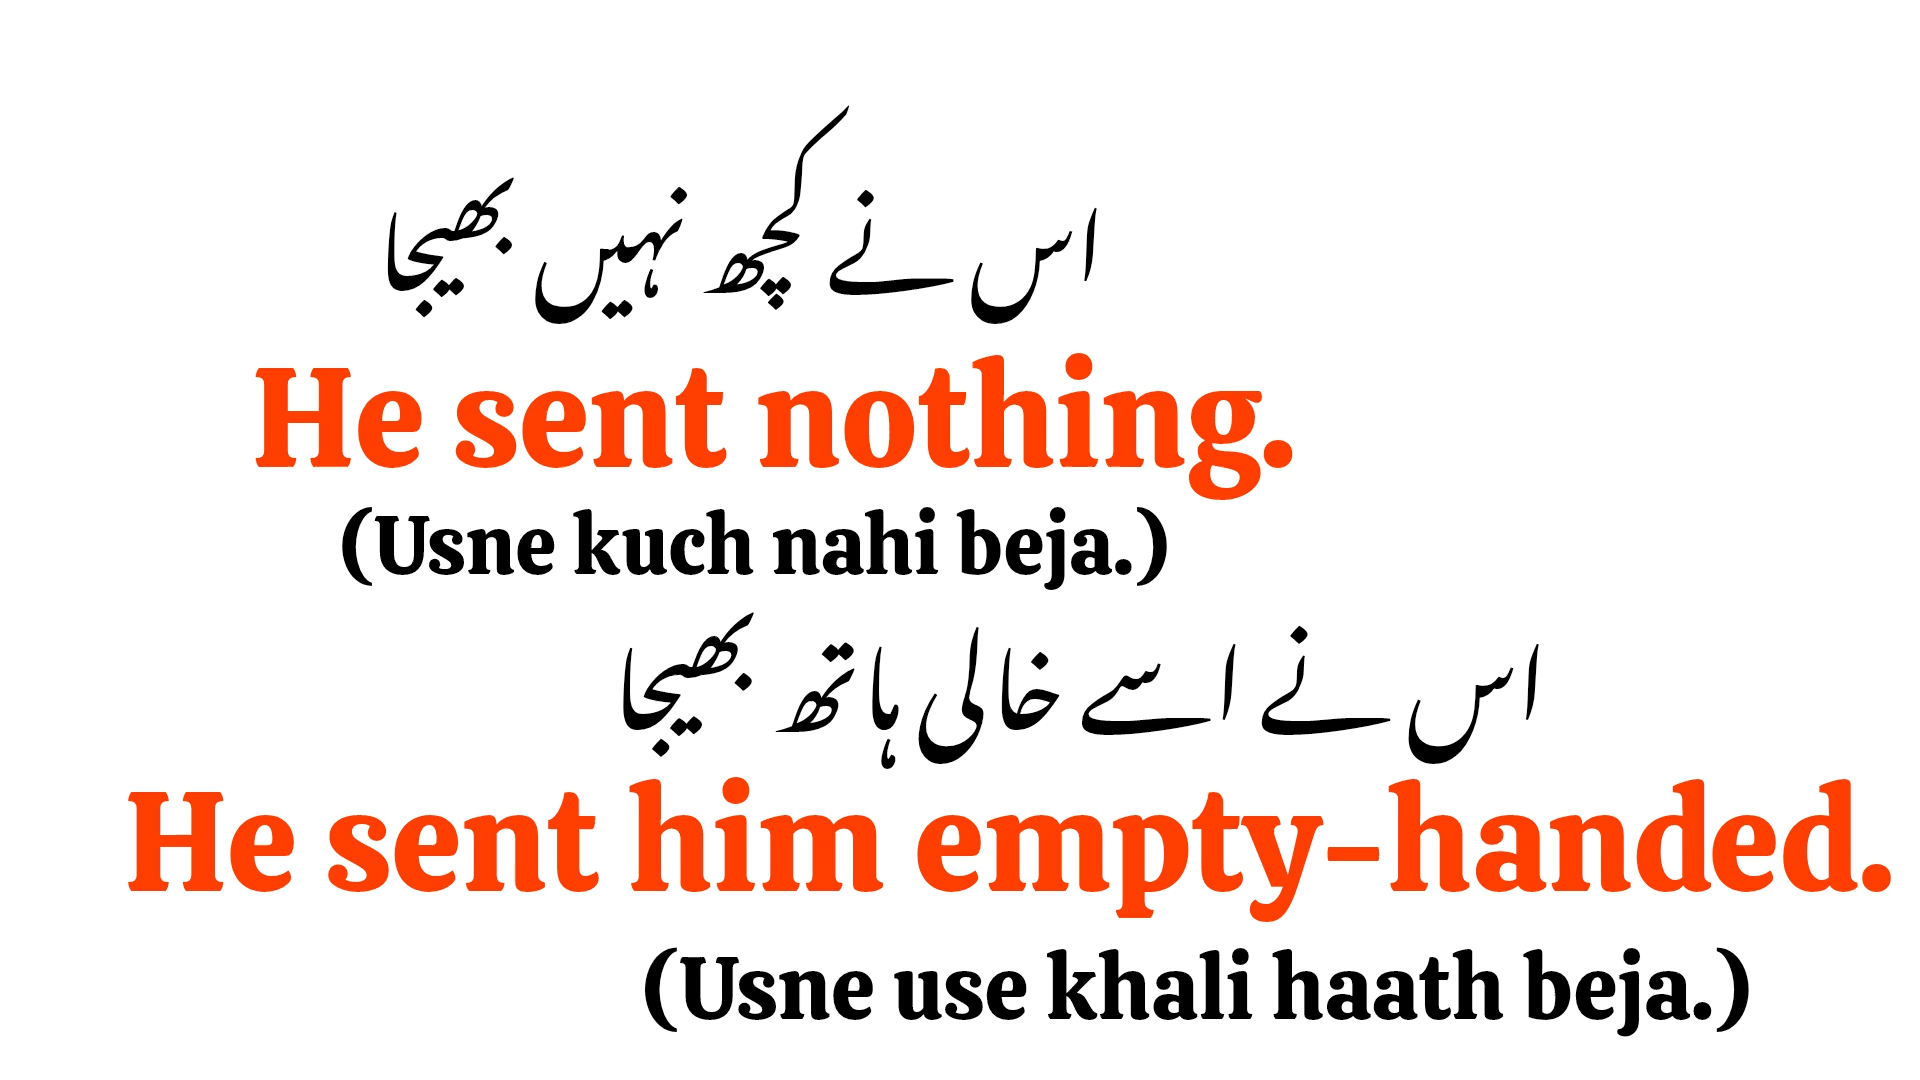 اس نے کچھ نہیں بھیجا
He sent nothing.
(Usne kuch nahi beja.)
اس نے اسے خالی ہاتھ بھیجا
He sent him empty-handed.
(Usne use khali haath beja.)